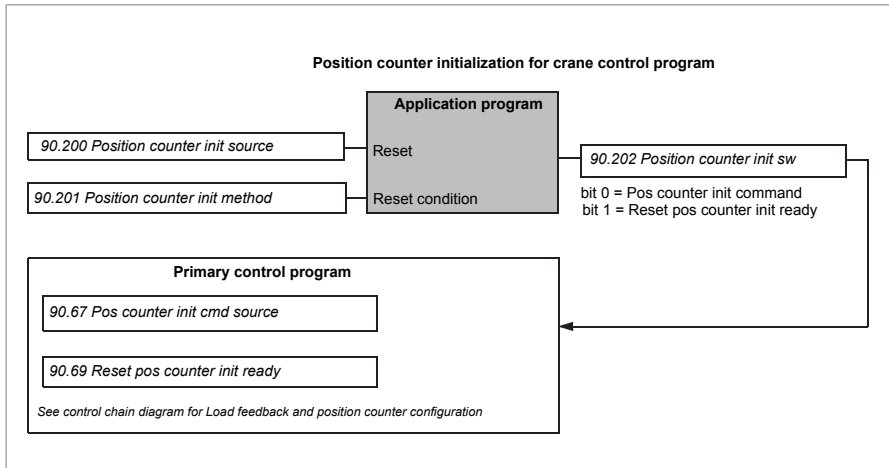 Position counter initialization for crane control program
Application program
90.200 Position counter init source
Reset
90.202 Position counter init sw
90.201 Position counter init method
Reset condition
bit 0 = Pos counter init command
bit 1 = Reset pos counter init ready
Primary control program
90.67 Pos counter init cmd source
90.69 Reset pos counter init ready
See control chain diagram for Load feedback and position counter configuration